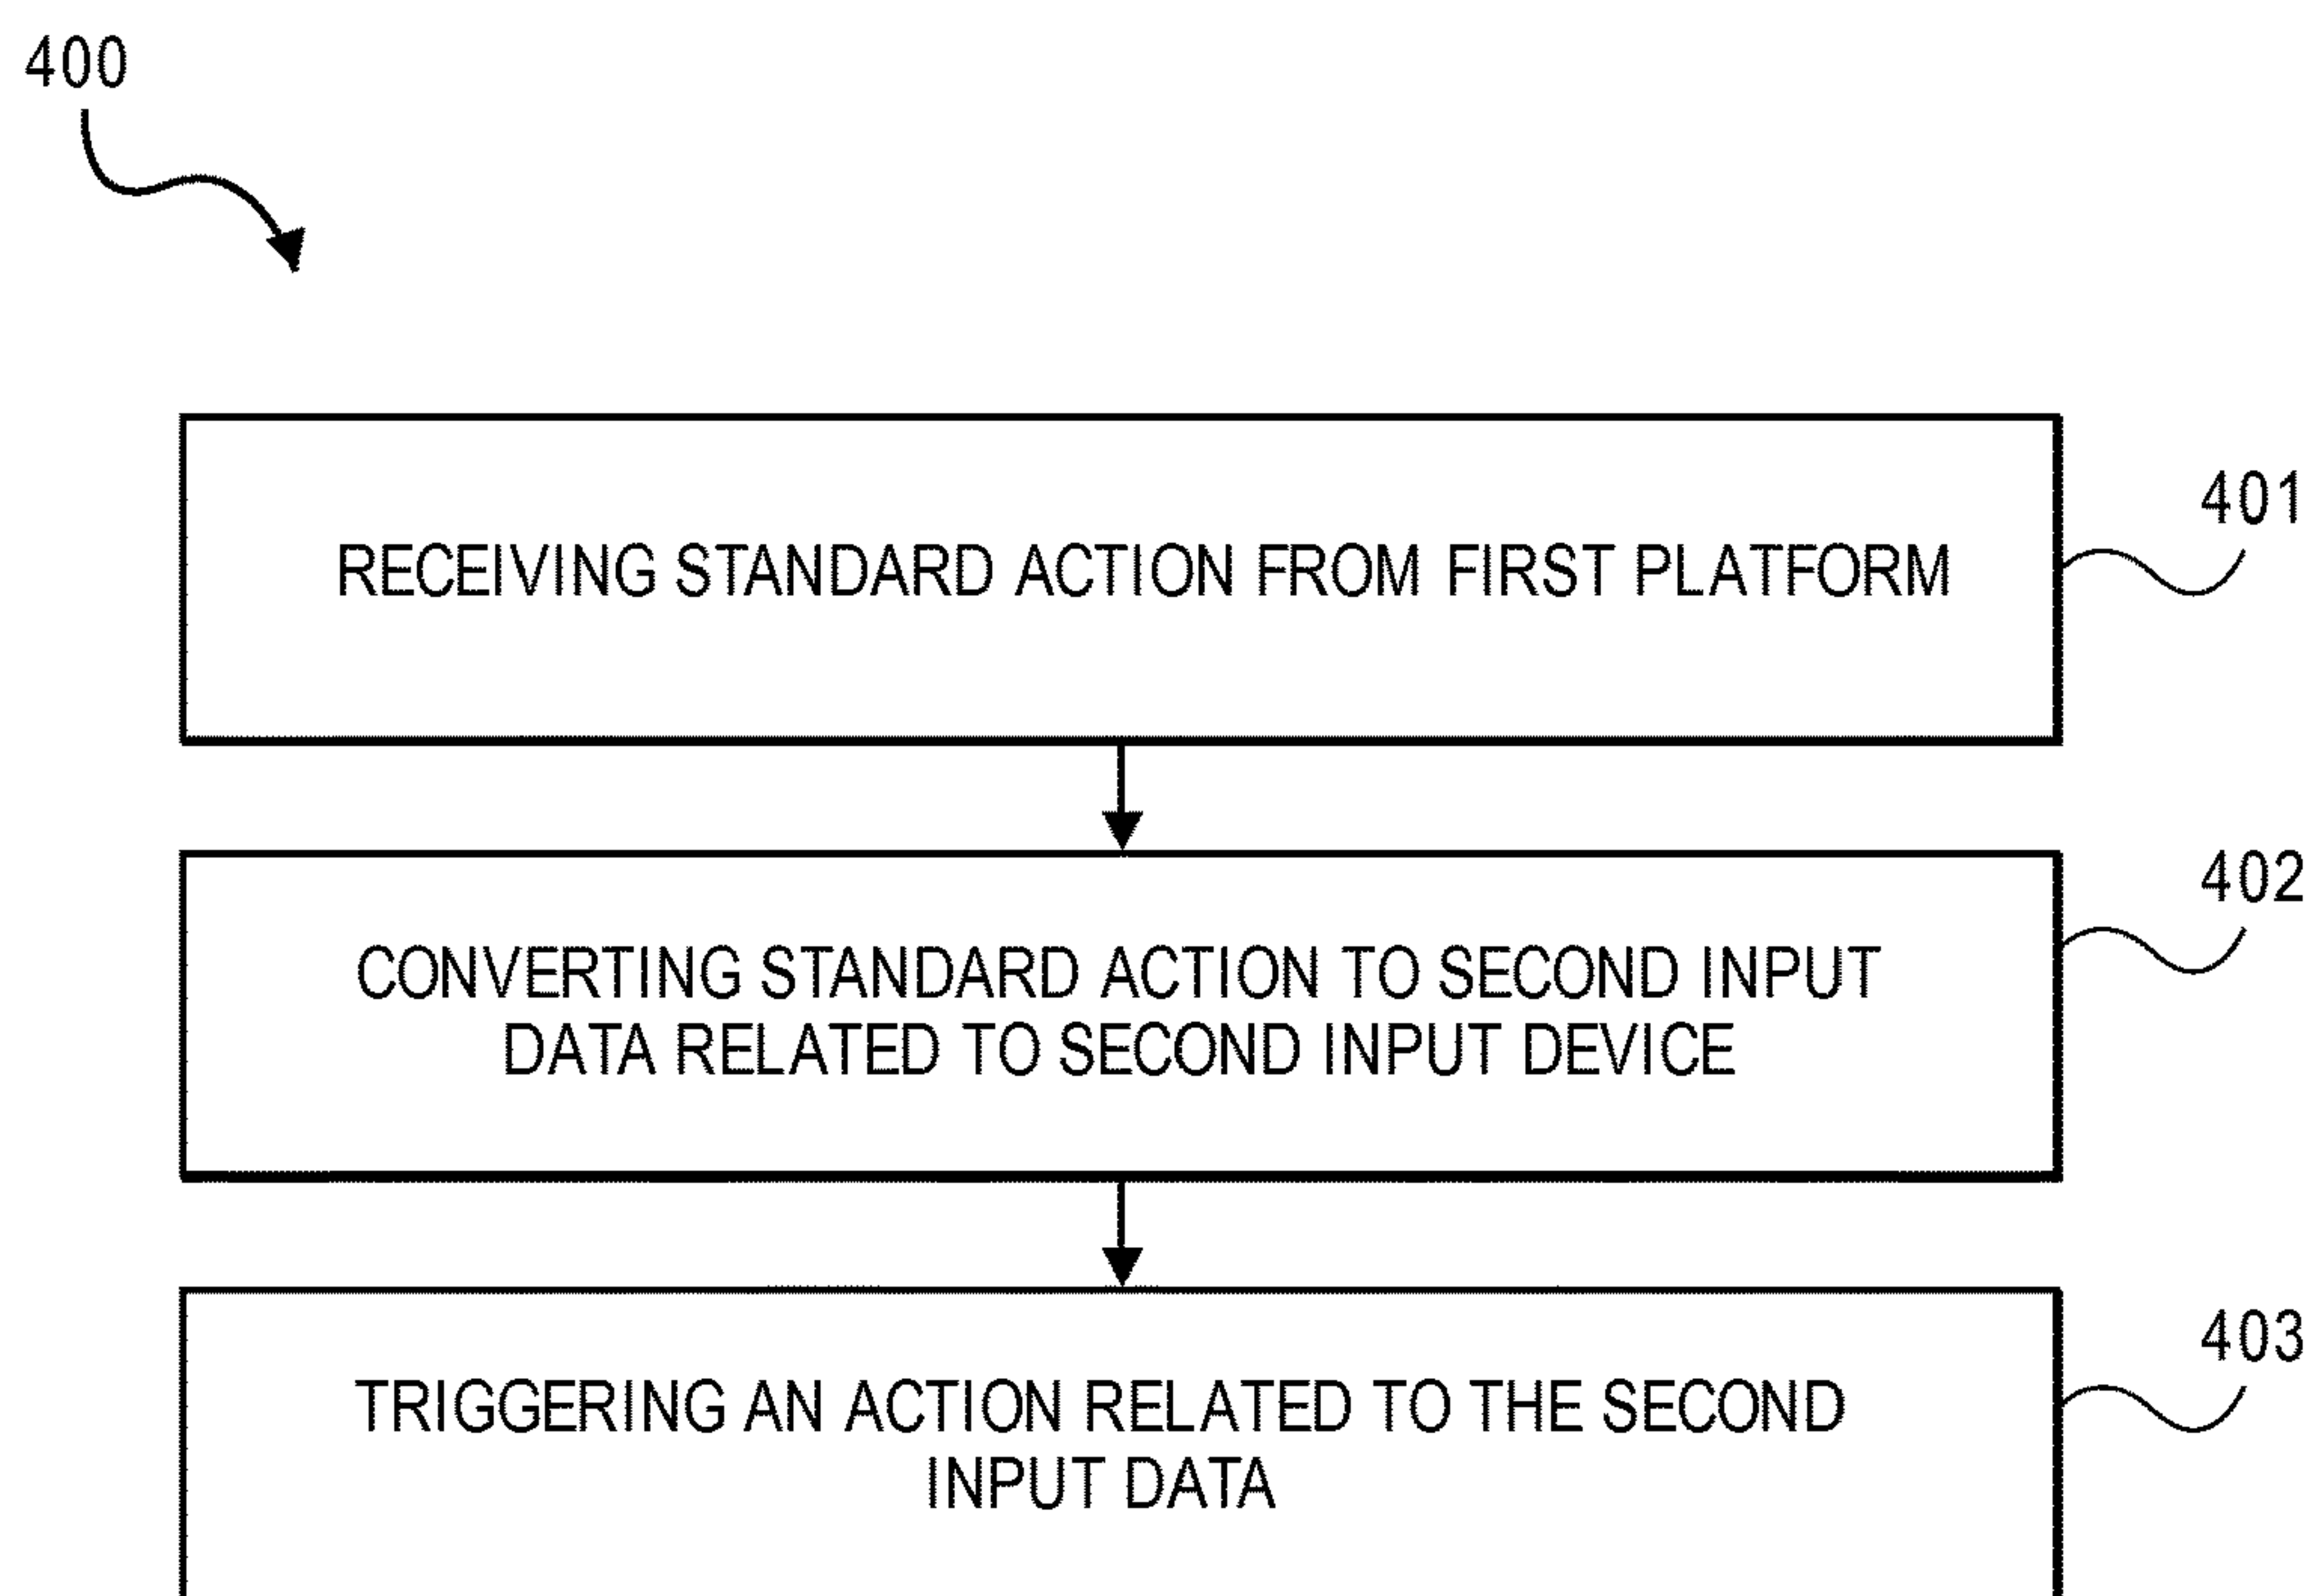 400
RECEIVING STANDARD ACTION FROM FIRST PLATFORM
401
CONVERTING STANDARD ACTION TO SECOND INPUT
DATA RELATED TO SECOND INPUT DEVICE
402
TRIGGERING AN ACTION RELATED TO THE SECOND
INPUT DATA
403